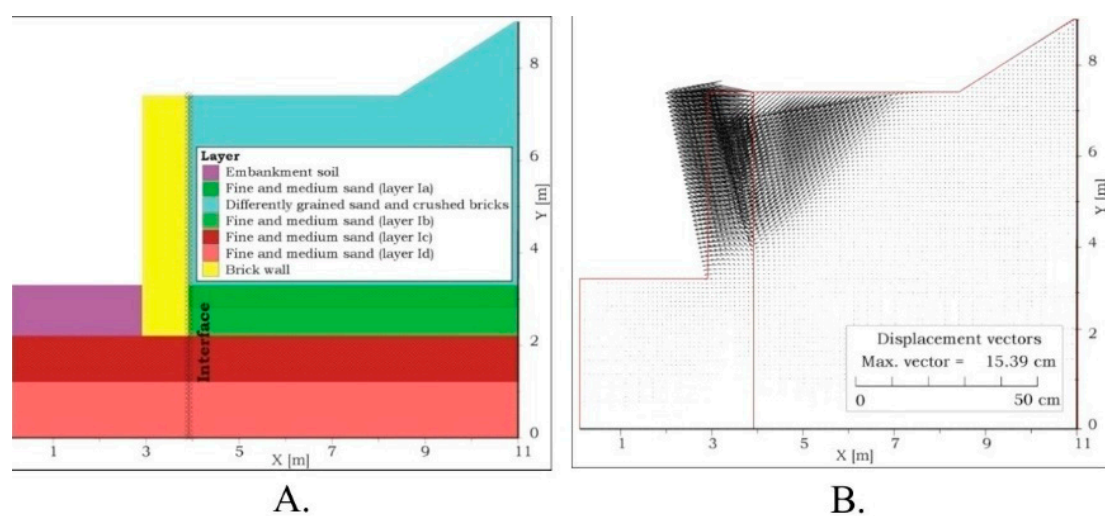 8
6
4
2
0
Y [m]
Layer
Embankment soil
Fine and medium sand (layer Ia)
Differently grained sand and crushed bricks
Fine and medium sand (layer Ib)
Fine and medium sand (layer Ic)
Fine and medium sand (layer Id)
Brick wall
Interface
1 3 5 7 9 11
X [m]
A.
8
6
4
2
0
Y [m]
Displacement vectors
Max. vector = 15.39 cm
0 50 cm
1 3 5 7 9 11
X [m]
B.